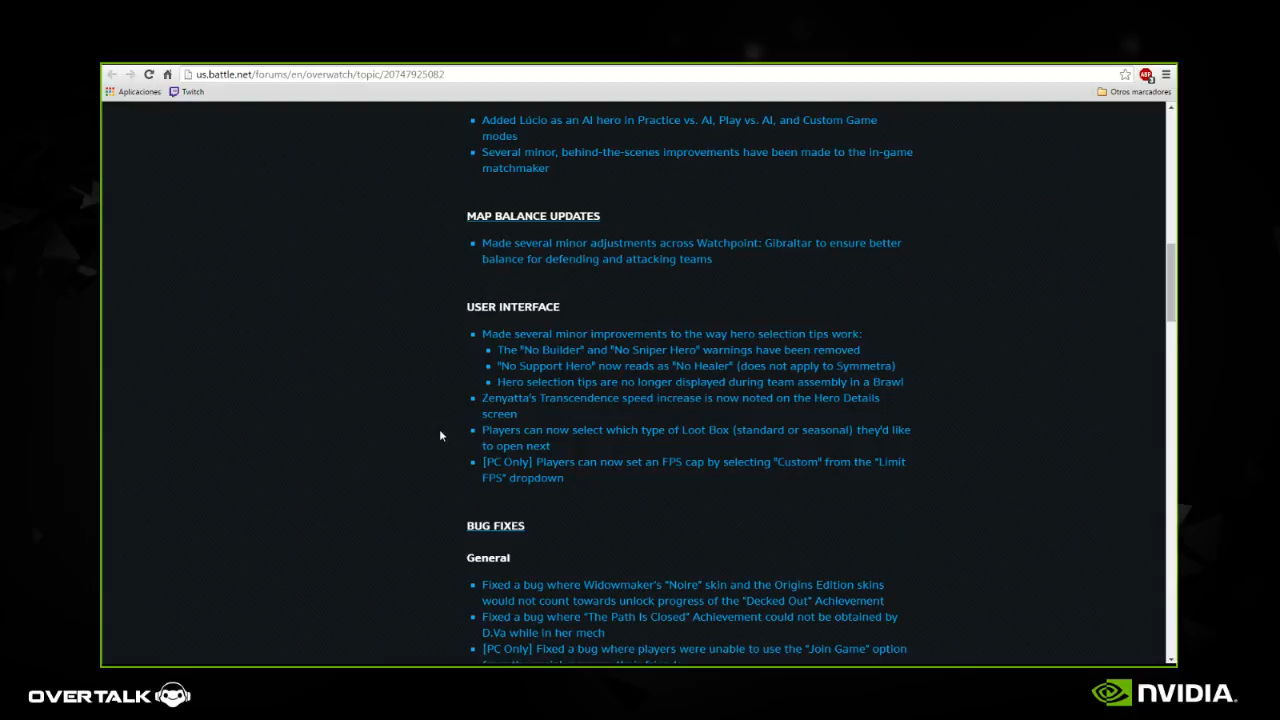 us.battle.net/forums/en/overwatch/topic/20747925082
Aplicaciones Twitch Otros marcadores
Added Lúcio as an AI hero in Practice vs. AI, Play vs. AI, and Custom Game
modes
Several minor, behind-the-scenes improvements have been made to the in-game
matchmaker
MAP BALANCE UPDATES
Made several minor adjustments across Watchpoint: Gibraltar to ensure better
balance for defending and attacking teams
USER INTERFACE
Made several minor improvements to the way hero selection tips work:
The "No Builder" and "No Sniper Hero" warnings have been removed
"No Support Hero" now reads as "No Healer" (does not apply to Symmetra)
Hero selection tips are no longer displayed during team assembly in a Brawl
Zenyatta's Transcendence speed increase is now noted on the Hero Details
screen
Players can now select which type of Loot Box (standard or seasonal) they'd like
to open next
[PC Only] Players can now set an FPS cap by selecting "Custom" from the "Limit
FPS" dropdown
BUG FIXES
General
Fixed a bug where Widowmaker's "Noire" skin and the Origins Edition skins
would not count towards unlock progress of the "Decked Out" Achievement
Fixed a bug where "The Path Is Closed" Achievement could not be obtained by
D.Va while in her mech
[PC Only] Fixed a bug where players were unable to use the "Join Game" option
OVERTALK
NVIDIA.